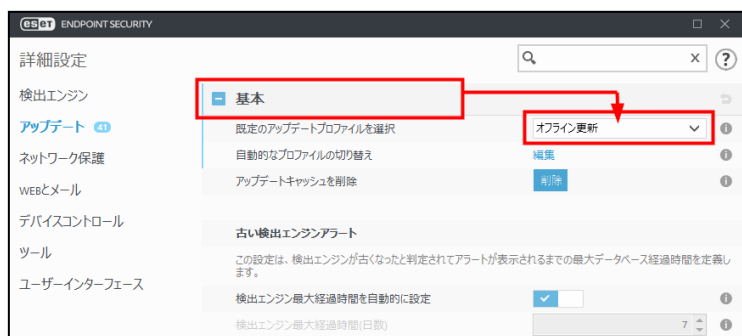 eset ENDPOINT SECURITY
詳細設定
x ?
検出エンジン
基本
アップデート 41
既定のアップデートプロファイルを選択
オフライン更新
ネットワーク保護
自動的なプロファイルの切り替え
編集
WEBとメール
アップデートキャッシュを削除
削除
デバイスコントロール
古い検出エンジンアラート
ツール
この設定は、検出エンジンが古くなったと判定されてアラートが表示されるまでの最大データベース経過時間を定義し
ます。
ユーザーインターフェース
検出エンジン最大経過時間を自動的に設定
検出エンジン最大経過時間(日数)
7